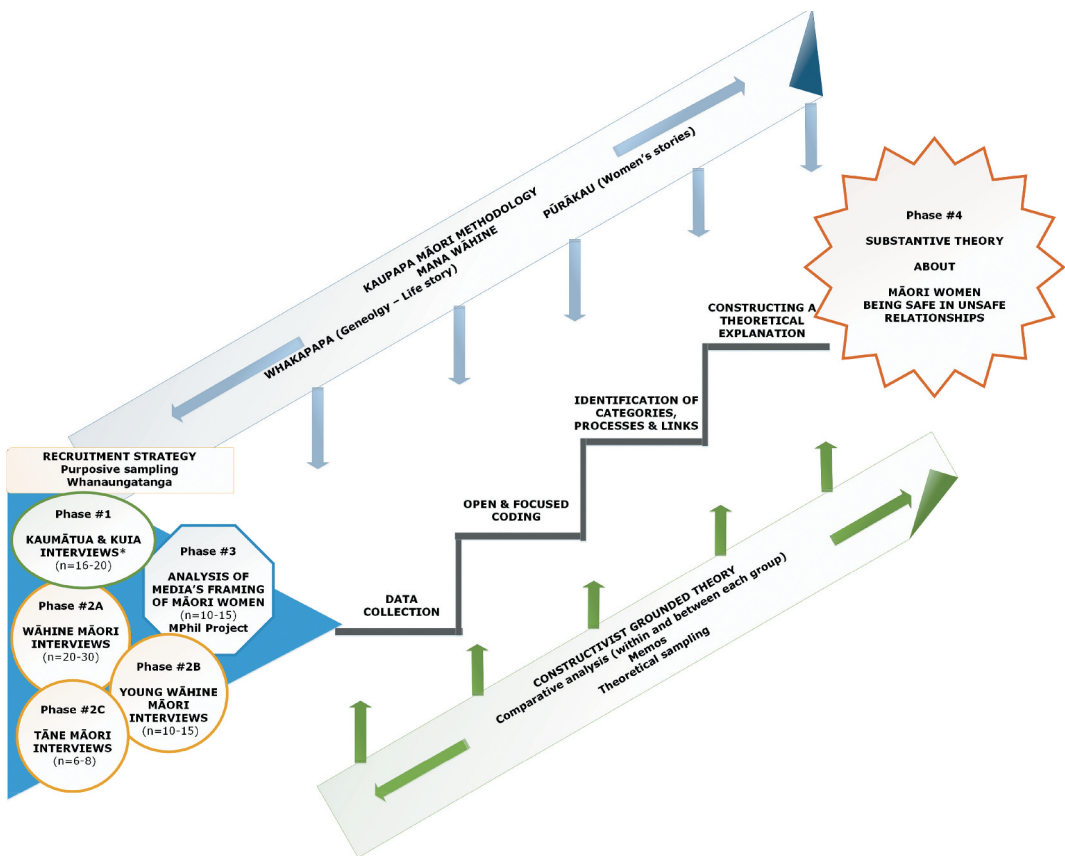 KAUPAPA MĀORI METHODOLOGY
MANA WĀHINE
WHAKAPAPA (Geneolgy – Life story)
PŪRĀKAU (Women's stories)
RECRUITMENT STRATEGY
Purposive sampling
Whanaungatanga
Phase #1
KAUMĀTUA & KUIA
INTERVIEWS*
(n=16-20)
Phase #2A
WĀHINE MĀORI
INTERVIEWS
(n=20-30)
Phase #2B
YOUNG WĀHINE
MĀORI
INTERVIEWS
(n=10-15)
Phase #2C
TĀNE MĀORI
INTERVIEWS
(n=6-8)
Phase #3
ANALYSIS OF
MEDIA'S FRAMING
OF MĀORI WOMEN
(n=10-15)
MPhil Project
DATA
COLLECTION
OPEN & FOCUSED
CODING
IDENTIFICATION OF
CATEGORIES,
PROCESSES & LINKS
CONSTRUCTING A
THEORETICAL
EXPLANATION
Phase #4
SUBSTANTIVE THEORY
ABOUT
MĀORI WOMEN
BEING SAFE IN UNSAFE
RELATIONSHIPS
CONSTRUCTIVIST GROUNDED THEORY
Comparative analysis (within and between each group)
Memos
Theoretical sampling